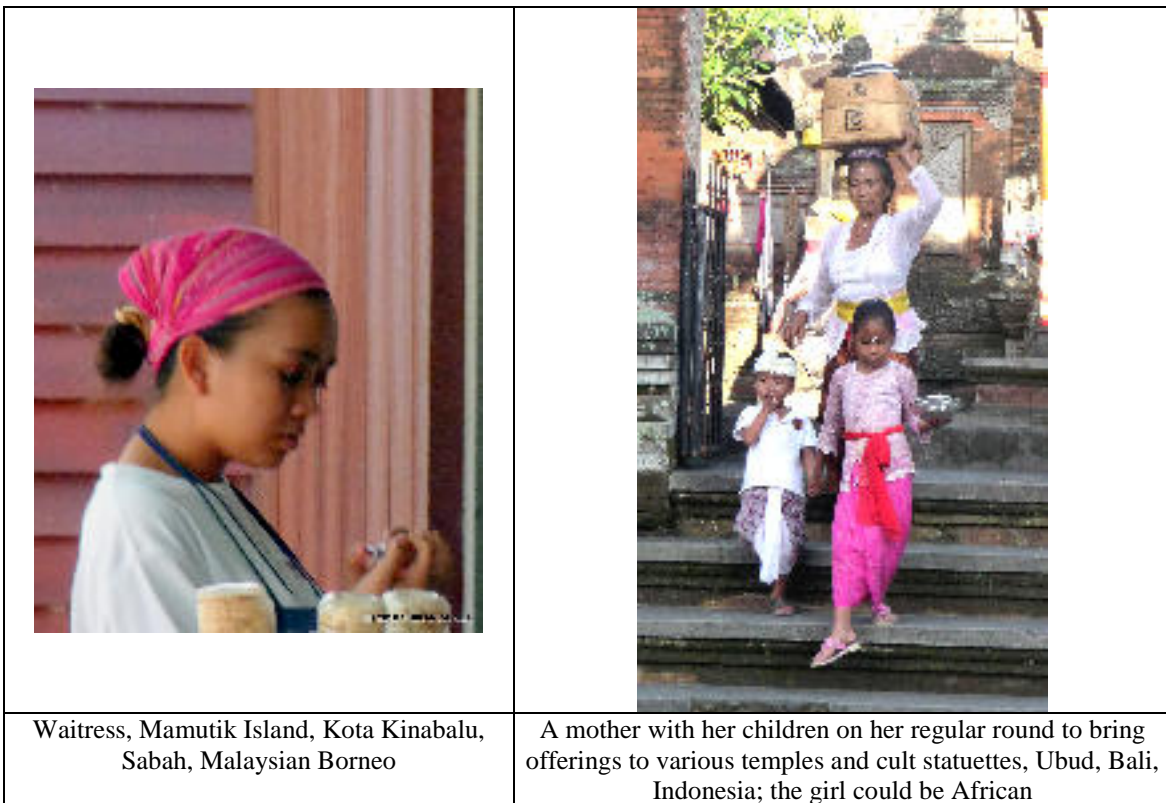 Waitress, Mamutik Island, Kota Kinabalu,
Sabah, Malaysian Borneo
A mother with her children on her regular round to bring
offerings to various temples and cult statuettes, Ubud, Bali,
Indonesia; the girl could be African